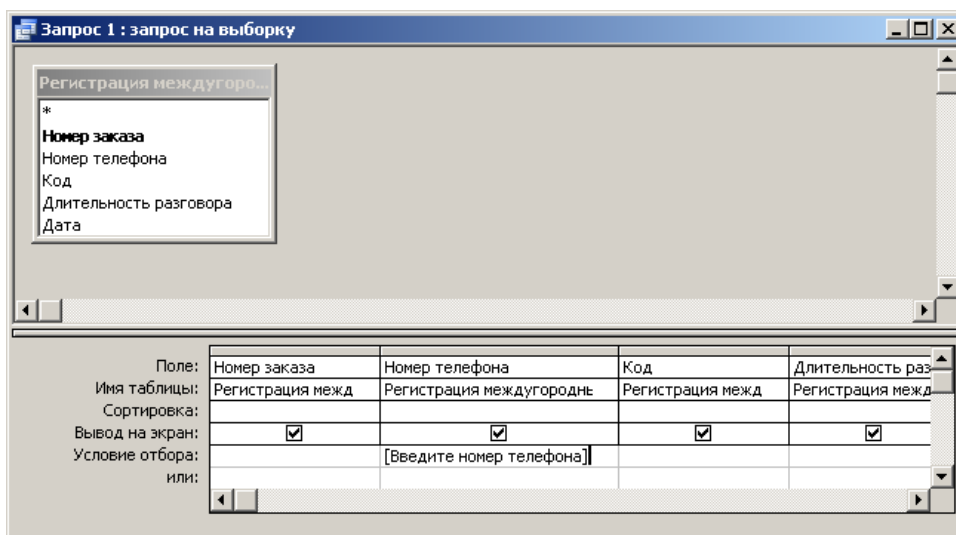 Запрос 1 : запрос на выборку
Регистрация междугоро...
*
Номер заказа
Номер телефона
Код
Длительность разговора
Дата
Поле: Номер заказа Номер телефона Код Длительность раз
Имя таблицы: Регистрация межд Регистрация междугороднь Регистрация межд Регистрация межд
Сортировка:
Вывод на экран:
Условие отбора: [Введите номер телефона]
или: